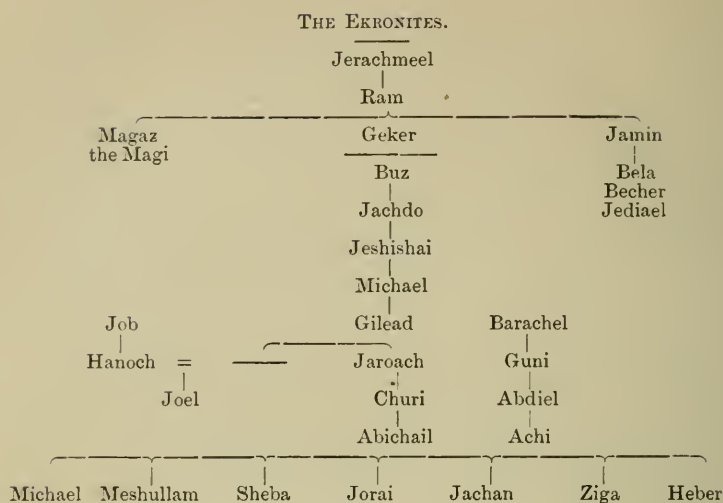 THE EKRONITES.
Jerachmeel
Ram
Magaz Geker Jamin
the Magi
Buz Bela
Becher
Jachdo Jediael
Jeshishai
Michael
Job Gilead Barachel
Hanoch = Jaroach Guni
Joel Churi Abdiel
Abichail Achi
Michael Meshullam Sheba Jorai Jachan Ziga Heber